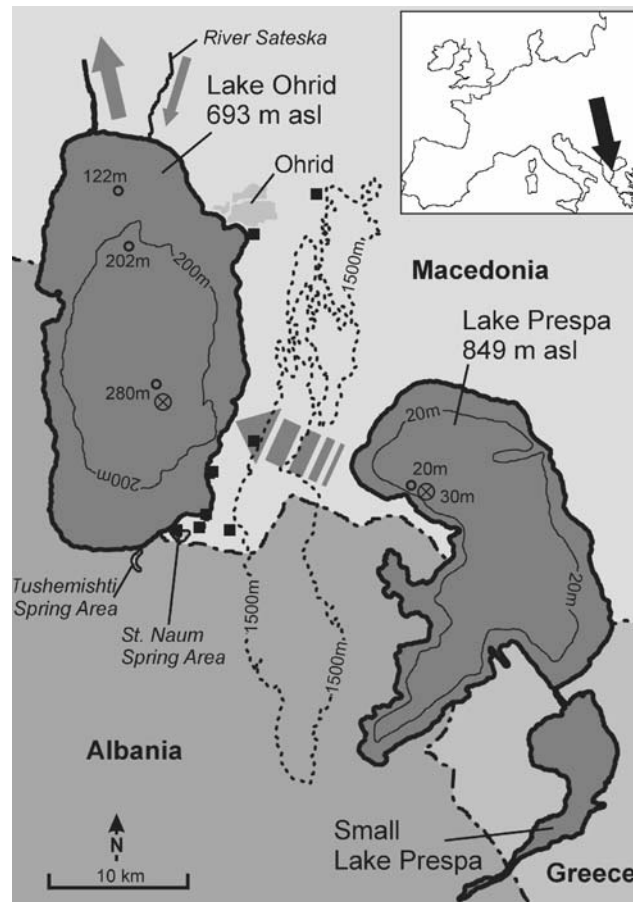 River Sateska
Lake Ohrid
693 m asl
122m
Ohrid
202m
200m
1500m
Macedonia
Lake Prespa
849 m asl
280m
20m
20m
30m
200m
20m
Tushemishti
Spring Area
St. Naum
Spring Area
1500m
1500m
Albania
N
10 km
Small
Lake Prespa
Greece